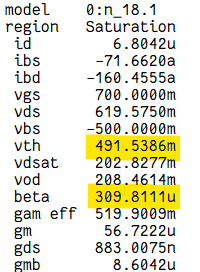 model 0:n_18.1
region Saturation
id 6.8042u
ibs -71.6620a
ibd -160.4555a
vgs 700.0000m
vds 619.5750m
vbs -500.0000m
vth 491.5386m
vdsat 202.8277m
vod 208.4614m
beta 309.8111u
gam eff 519.9009m
gm 56.7222u
gds 883.0075n
gmb 8.6042u